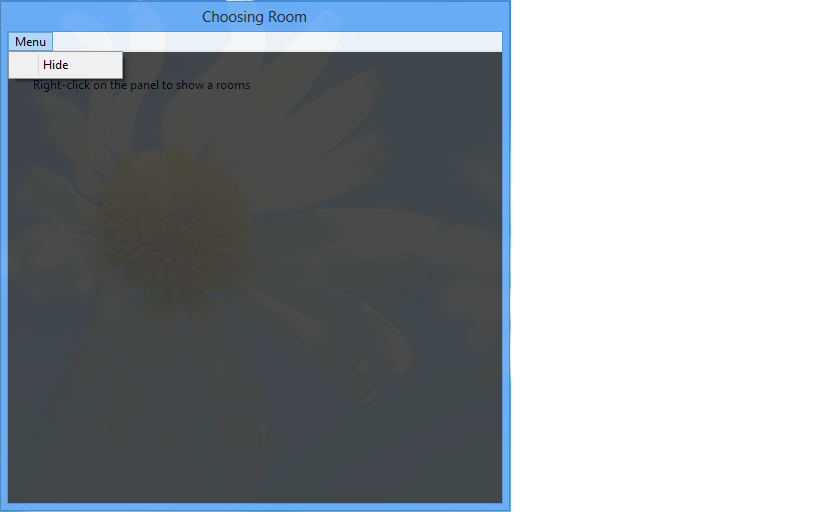 Choosing Room
Menu
Hide
Right-click on the panel to show a rooms